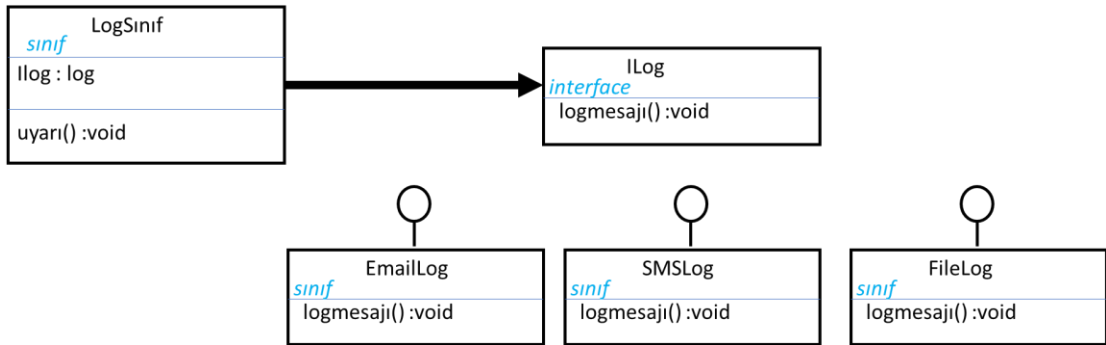 LogSınıf
sınıf
Ilog : log
uyarı() :void
ILog
interface
logmesajı() :void
EmailLog
sınıf
logmesajı() :void
SMSLog
sınıf
logmesajı() :void
FileLog
sınıf
logmesajı() :void